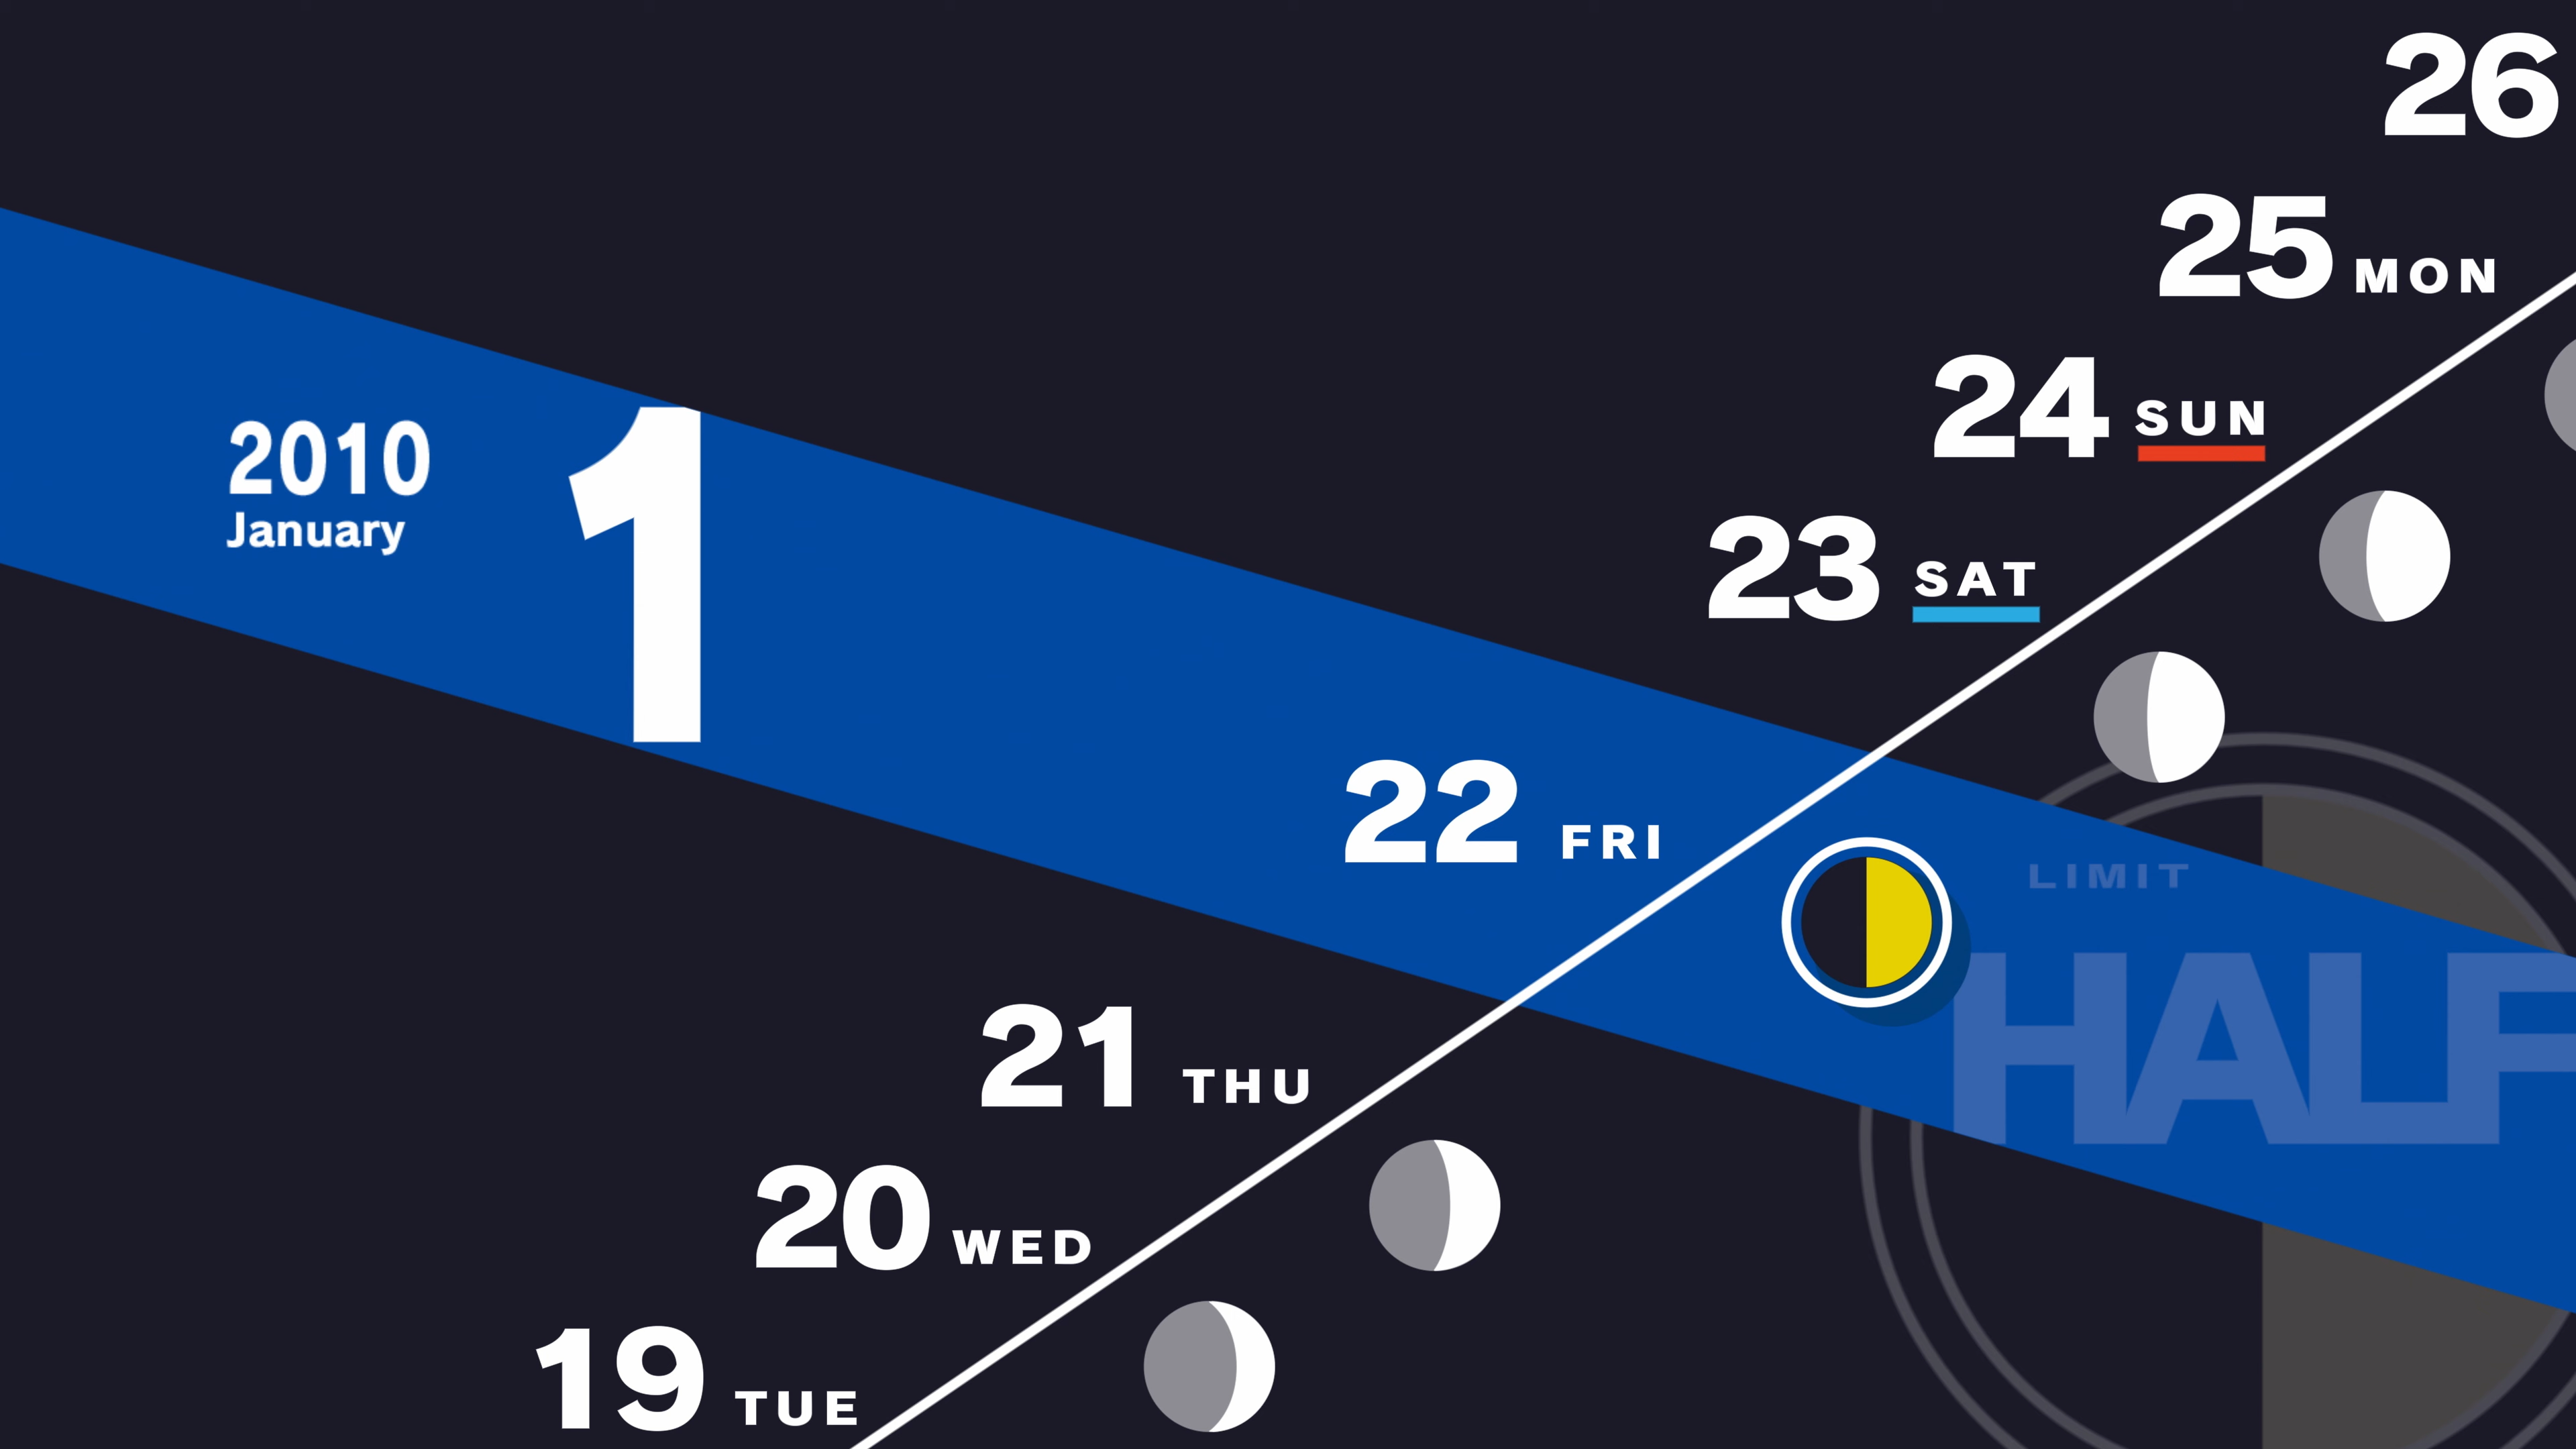 26
25 MON
24 SUN
23 SAT
2010
January
1
22 FRI
LIMIT
HALF
21 THU
20 WED
19 TUE